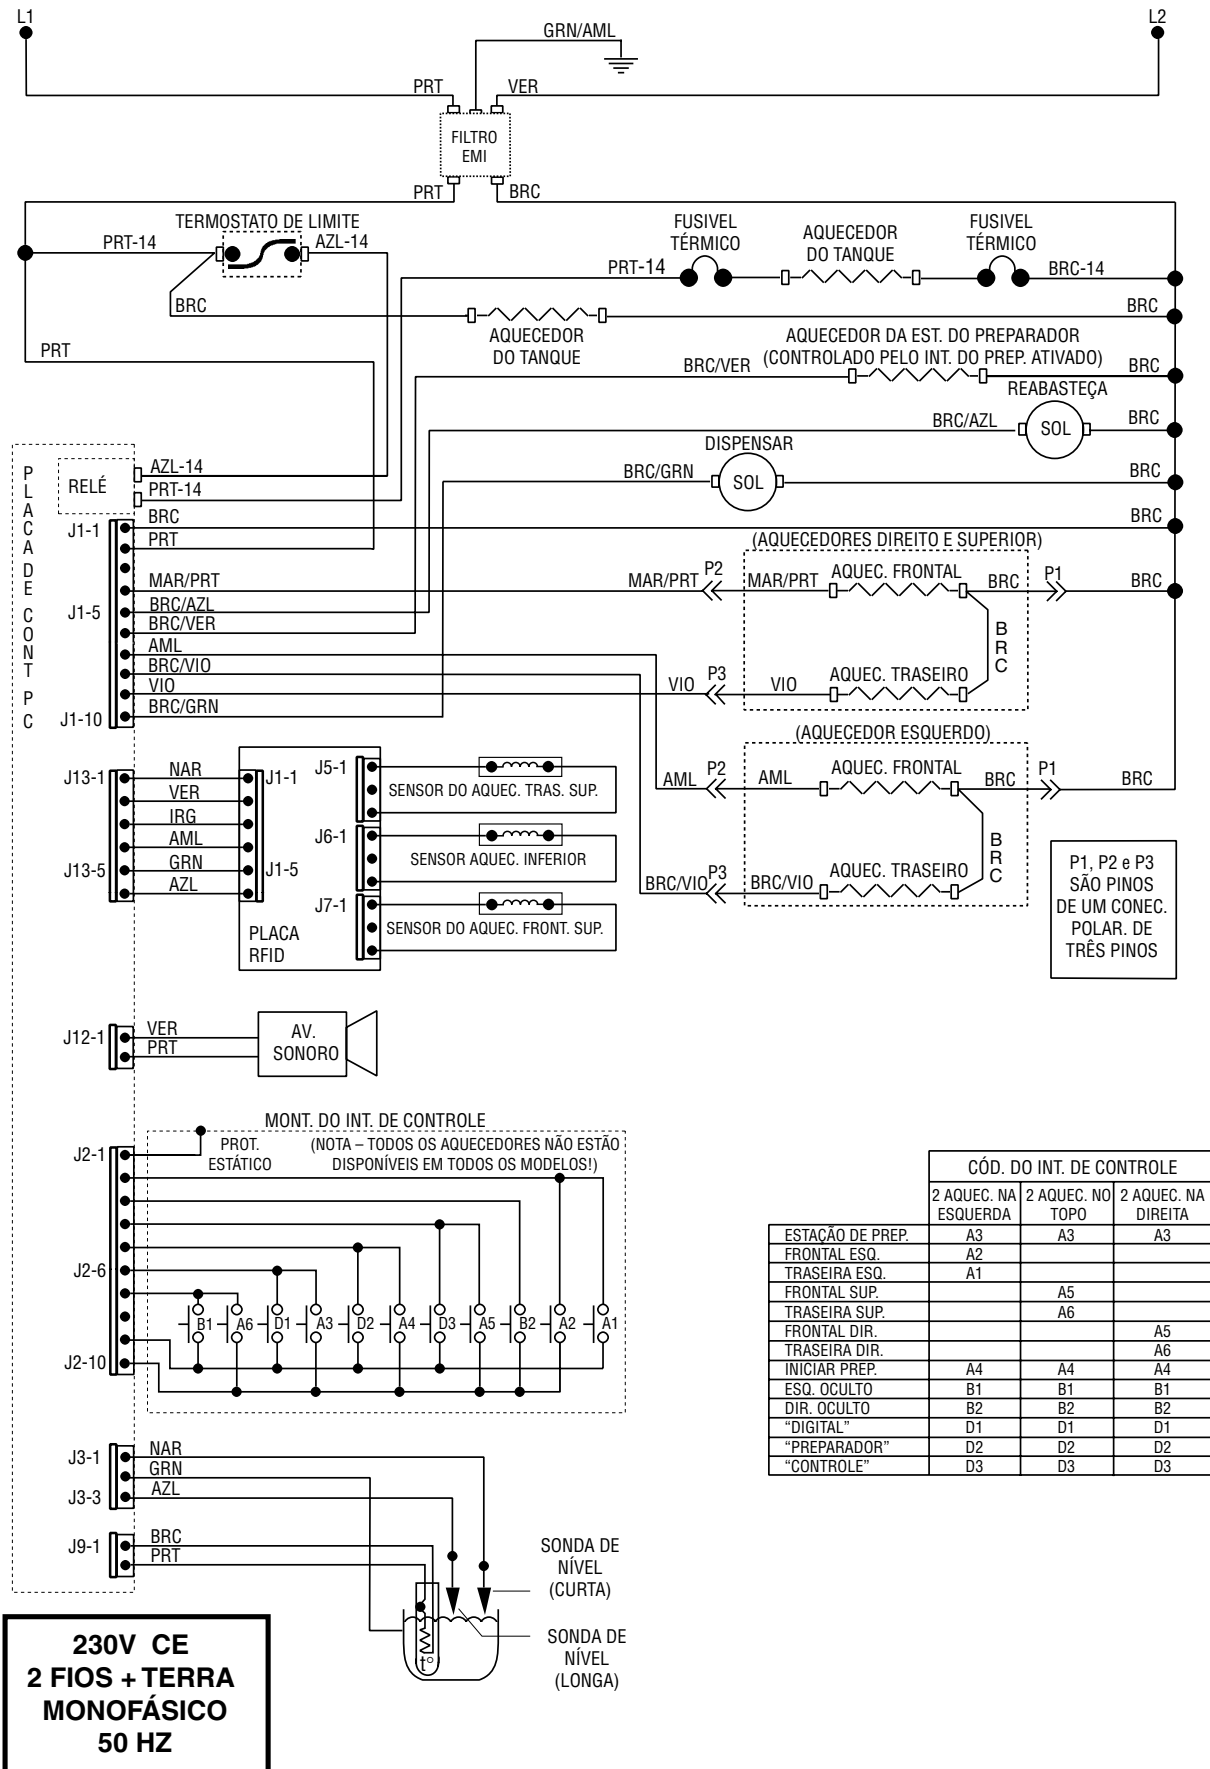 L1
L2
GRN/AML
PRT
VER
FILTRO
EMI
PRT
BRC
TERMOSTATO DE LIMITE
PRT-14
AZL-14
FUSIVEL
TÉRMICO
AQUECEDOR
DO TANQUE
FUSIVEL
TÉRMICO
PRT-14
BRC-14
BRC
BRC
AQUECEDOR
DO TANQUE
PRT
AQUECEDOR DA EST. DO PREPARADOR
(CONTROLADO PELO INT. DO PREP. ATIVADO)
BRC/VER
BRC
REABASTEÇA
BRC/AZL
SOL
BRC
DISPENSAR
BRC/GRN
SOL
BRC
PLACA DE CONT PC
RELÉ
AZL-14
PRT-14
J1-1
BRC
BRC
PRT
(AQUECEDORES DIREITO E SUPERIOR)
MAR/PRT
MAR/PRT
P2
MAR/PRT
AQUEC. FRONTAL
BRC
P1
BRC
J1-5
BRC/AZL
BRC/VER
BRC
AML
BRC/VIO
VIO
VIO
P3
VIO
AQUEC. TRASEIRO
J1-10
BRC/GRN
(AQUECEDOR ESQUERDO)
AML
P2
AML
AQUEC. FRONTAL
BRC
P1
BRC
BRC
BRC/VIO
P3
BRC/VIO
AQUEC. TRASEIRO
J13-1
NAR
VER
IRG
AML
J13-5
GRN
AZL
J1-1
J1-5
PLACA
RFID
J5-1
SENSOR DO AQUEC. TRAS. SUP.
J6-1
SENSOR AQUEC. INFERIOR
J7-1
SENSOR DO AQUEC. FRONT. SUP.
P1, P2 e P3
SÃO PINOS
DE UM CONEC.
POLAR. DE
TRÊS PINOS
J12-1
VER
PRT
AV.
SONORO
MONT. DO INT. DE CONTROLE
PROT.
ESTÁTICO
(NOTA – TODOS OS AQUECEDORES NÃO ESTÃO
DISPONÍVEIS EM TODOS OS MODELOS!)
J2-1
J2-6
J2-10
B1 A6 D1 A3 D2 A4 D3 A5 B2 A2 A1
CÓD. DO INT. DE CONTROLE
2 AQUEC. NA ESQUERDA 2 AQUEC. NO TOPO 2 AQUEC. NA DIREITA
ESTAÇÃO DE PREP. A3 A3 A3
FRONTAL ESQ. A2
TRASEIRA ESQ. A1
FRONTAL SUP. A5
TRASEIRA SUP. A6
FRONTAL DIR. A5
TRASEIRA DIR. A6
INICIAR PREP. A4 A4 A4
ESQ. OCULTO B1 B1 B1
DIR. OCULTO B2 B2 B2
“DIGITAL” D1 D1 D1
“PREPARADOR” D2 D2 D2
“CONTROLE” D3 D3 D3
J3-1
NAR
GRN
J3-3
AZL
J9-1
BRC
PRT
SONDA DE
NÍVEL
(CURTA)
SONDA DE
NÍVEL
(LONGA)
t°
230V CE
2 FIOS + TERRA
MONOFÁSICO
50 HZ